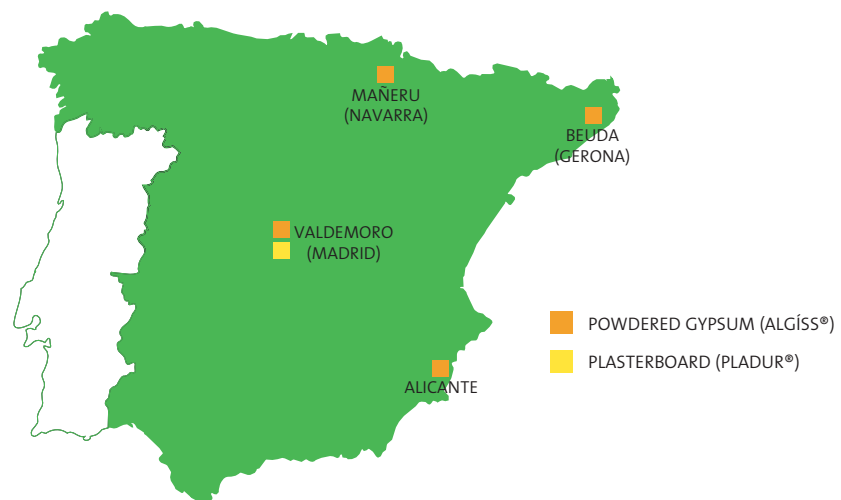 MAÑERU
(NAVARRA)
BEUDA
(GERONA)
VALDEMORO
(MADRID)
POWDERED GYPSUM (ALGÍSS®)
PLASTERBOARD (PLADUR®)
ALICANTE